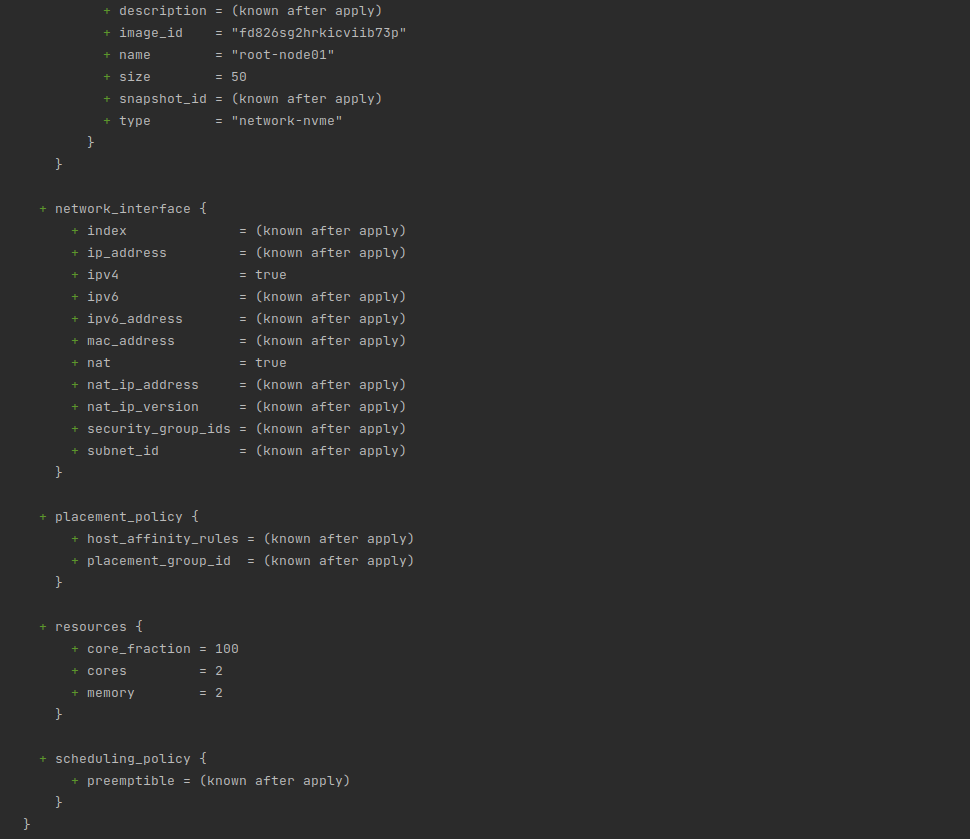 + description = (known after apply)
+ image_id    = "fd826sg2hrkicviib73p"
+ name        = "root-node01"
+ size        = 50
+ snapshot_id = (known after apply)
+ type        = "network-nvme"
}
}
+ network_interface {
+ index              = (known after apply)
+ ip_address         = (known after apply)
+ ipv4               = true
+ ipv6               = (known after apply)
+ ipv6_address       = (known after apply)
+ mac_address        = (known after apply)
+ nat                = true
+ nat_ip_address     = (known after apply)
+ nat_ip_version     = (known after apply)
+ security_group_ids = (known after apply)
+ subnet_id          = (known after apply)
}
+ placement_policy {
+ host_affinity_rules = (known after apply)
+ placement_group_id  = (known after apply)
}
+ resources {
+ core_fraction = 100
+ cores         = 2
+ memory        = 2
}
+ scheduling_policy {
+ preemptible = (known after apply)
}
}